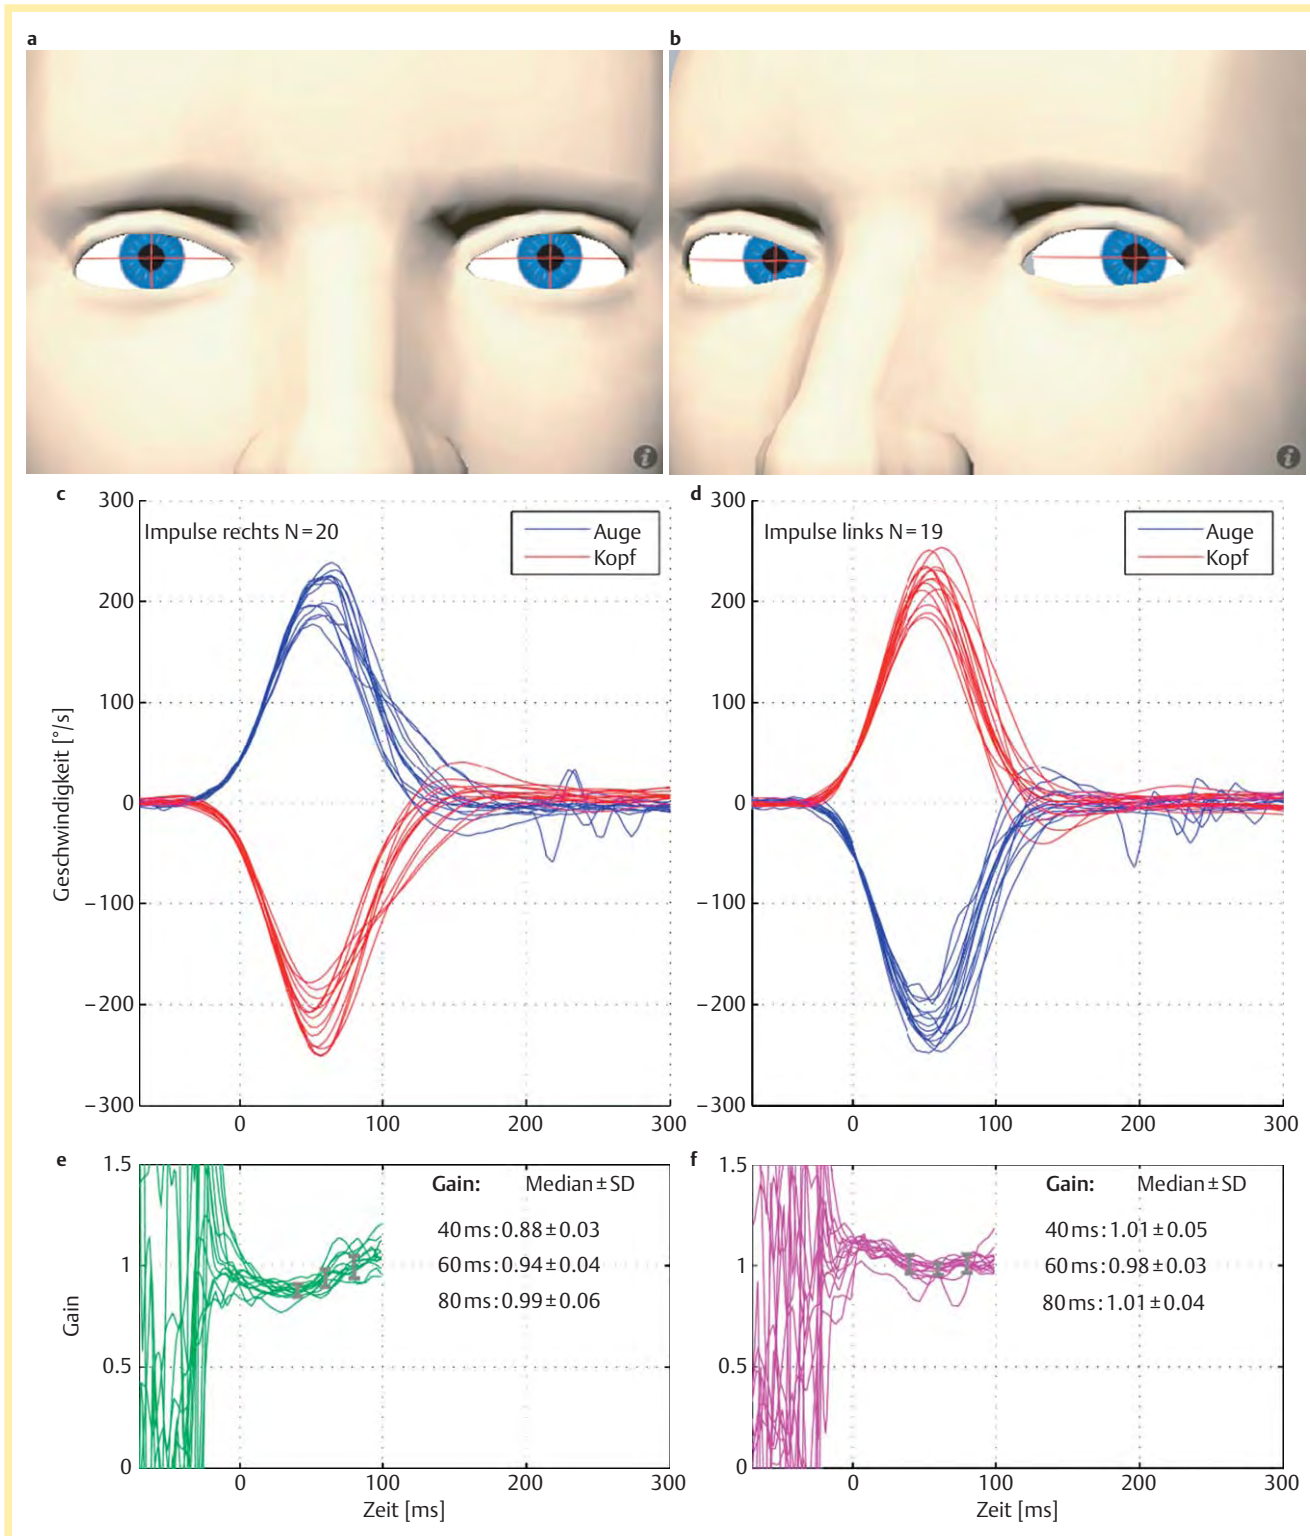 a
b
i
i
c
d
300
200
100
0
−100
−200
−300
Geschwindigkeit [°/s]
Impulse rechts N=20
Auge
Kopf
0
100
200
300
300
200
100
0
−100
−200
−300
Impulse links N=19
Auge
Kopf
0
100
200
300
e
1.5
1
0.5
0
Gain
Gain: Median±SD
40ms:0.88±0.03
60ms:0.94±0.04
80ms:0.99±0.06
0
100
200
300
Zeit [ms]
f
1.5
1
0.5
0
Gain: Median±SD
40ms:1.01±0.05
60ms:0.98±0.03
80ms:1.01±0.04
0
100
200
300
Zeit [ms]